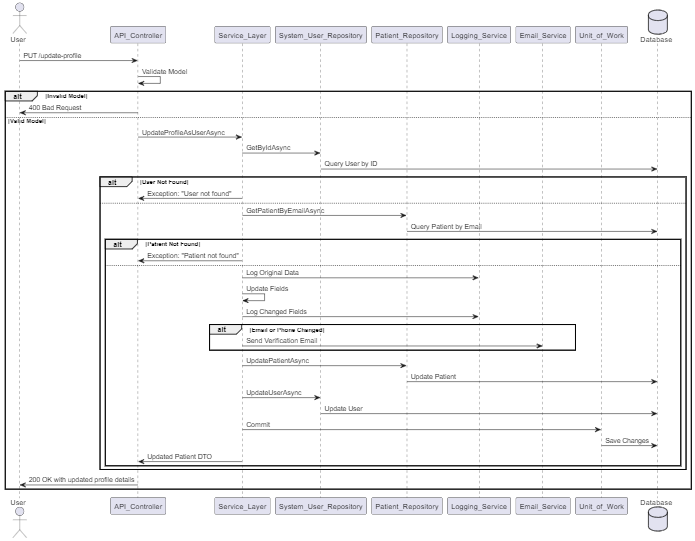 User
API_Controller
Service_Layer
System_User_Repository
Patient_Repository
Logging_Service
Email_Service
Unit_of_Work
Database
PUT /update-profile
Validate Model
alt
[Invalid Model]
400 Bad Request
[Valid Model]
UpdateProfileAsUserAsync
GetByIdAsync
Query User by ID
alt
[User Not Found]
Exception: "User not found"
GetPatientByEmailAsync
Query Patient by Email
alt
[Patient Not Found]
Exception: "Patient not found"
Log Original Data
Update Fields
Log Changed Fields
alt
[Email or Phone Changed]
Send Verification Email
UpdatePatientAsync
Update Patient
UpdateUserAsync
Update User
Commit
Save Changes
Updated Patient DTO
200 OK with updated profile details
User
API_Controller
Service_Layer
System_User_Repository
Patient_Repository
Logging_Service
Email_Service
Unit_of_Work
Database